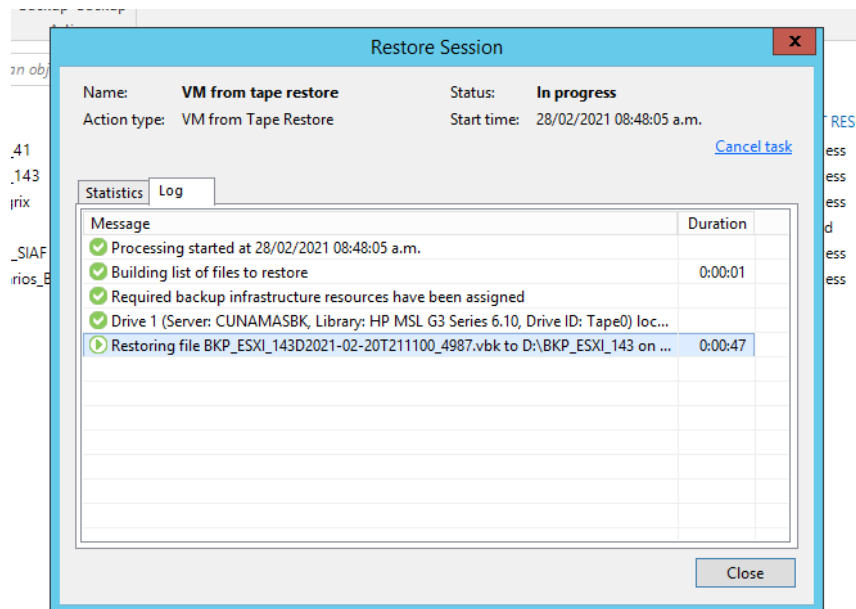 Restore Session
x
an obj
Name: VM from tape restore Status: In progress
Action type: VM from Tape Restore Start time: 28/02/2021 08:48:05 a.m.
RES
Cancel task
_41
ess
_143
ess
grix
ess
Statistics Log
d
Message Duration
_SIAF
ess
Processing started at 28/02/2021 08:48:05 a.m.
rios_E
ess
Building list of files to restore 0:00:01
Required backup infrastructure resources have been assigned
Drive 1 (Server: CUNAMASBK, Library: HP MSL G3 Series 6.10, Drive ID: Tape0) loc...
Restoring file BKP_ESXI_143D2021-02-20T211100_4987.vbk to D:\BKP_ESXI_143 on ... 0:00:47
Close